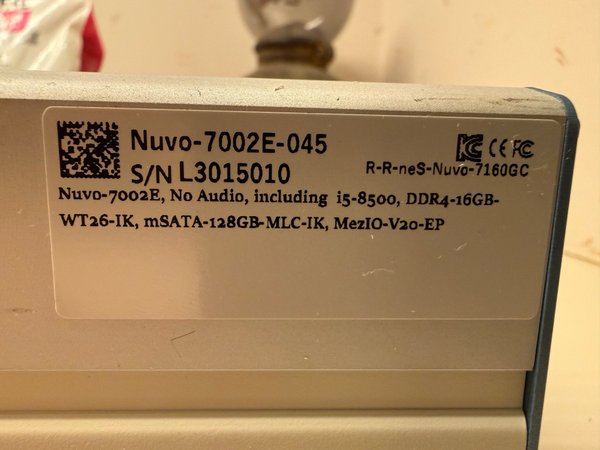 Nuvo-7002E-045
S/N L3015010
R-R-neS-Nuvo-7160GC
Nuvo-7002E, No Audio, including i5-8500, DDR4-16GB-
WT26-IK, mSATA-128GB-MLC-IK, MezIO-V20-EP